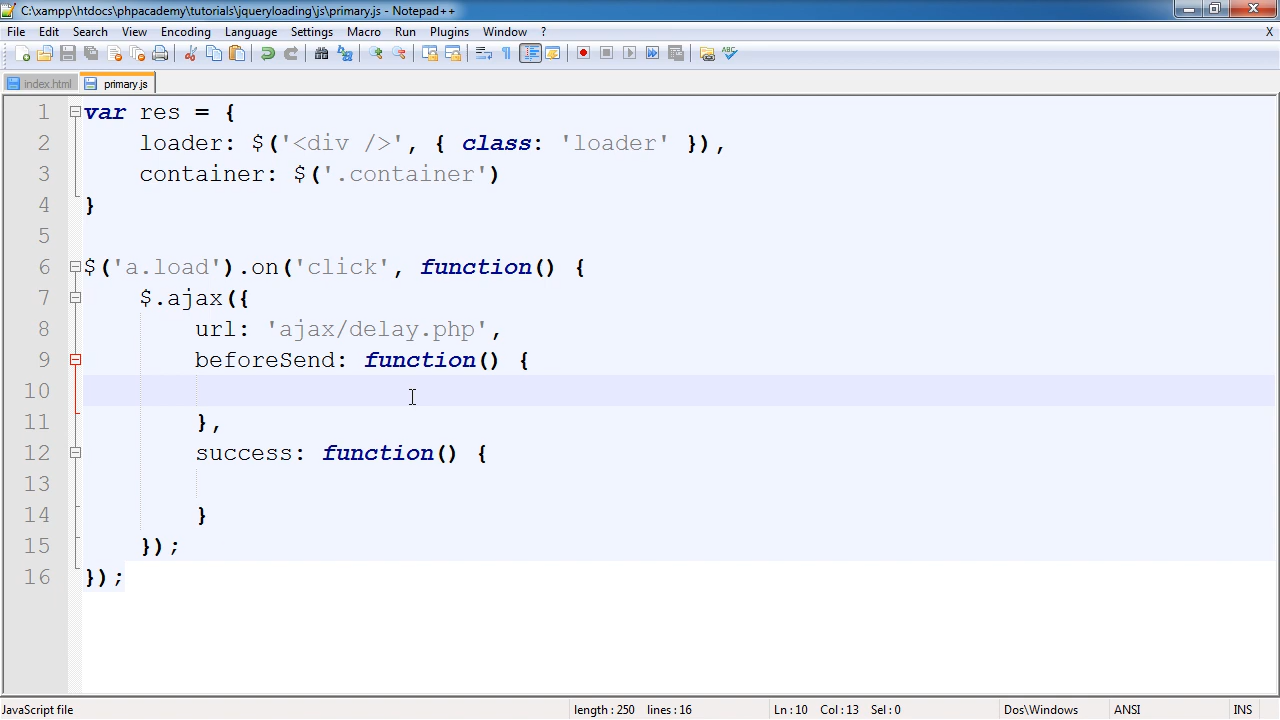 C:\xampp\htdocs\phpacademy\tutorials\jqueryloading\js\primary.js - Notepad++
File Edit Search View Encoding Language Settings Macro Run Plugins Window ? X
index.html primary.js
1 var res = {
2 loader: $('<div />', { class: 'loader' }),
3 container: $('.container')
4 }
5
6 $('a.load').on('click', function() {
7 $.ajax({
8 url: 'ajax/delay.php',
9 beforeSend: function() {
10
11 },
12 success: function() {
13
14 }
15 });
16 });
JavaScript file length : 250 lines : 16 Ln : 10 Col : 13 Sel : 0 Dos\Windows ANSI INS